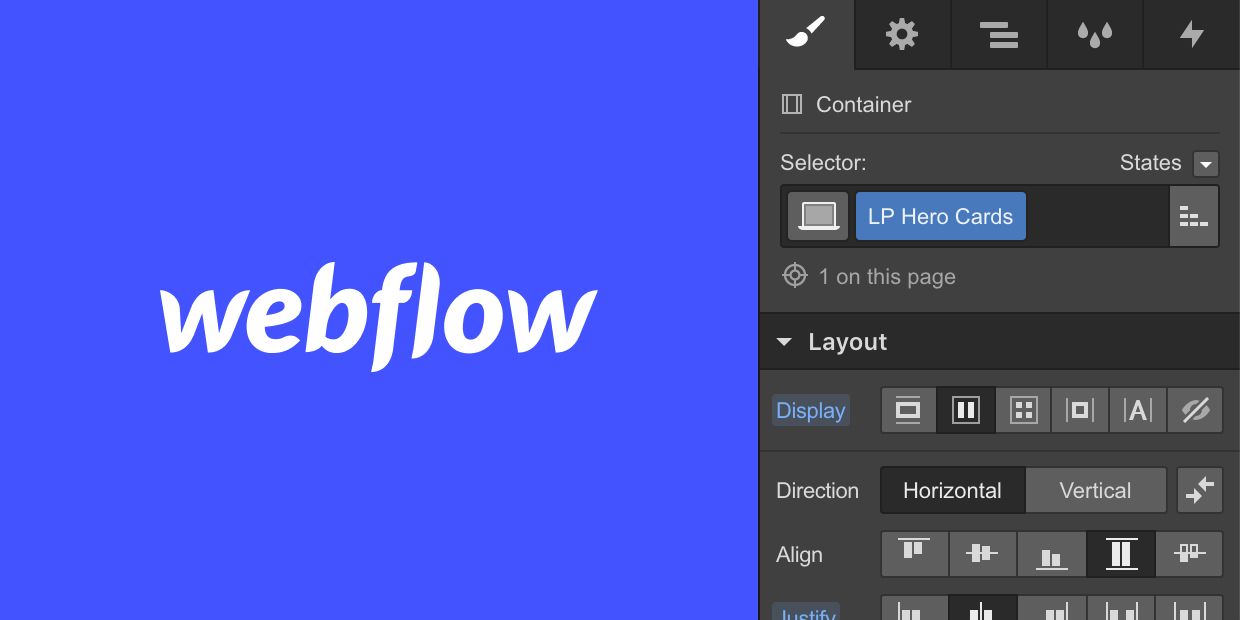 webflow
Container
Selector:
States
LP Hero Cards
1 on this page
Layout
Display
A
Direction
Horizontal
Vertical
Align
Justify